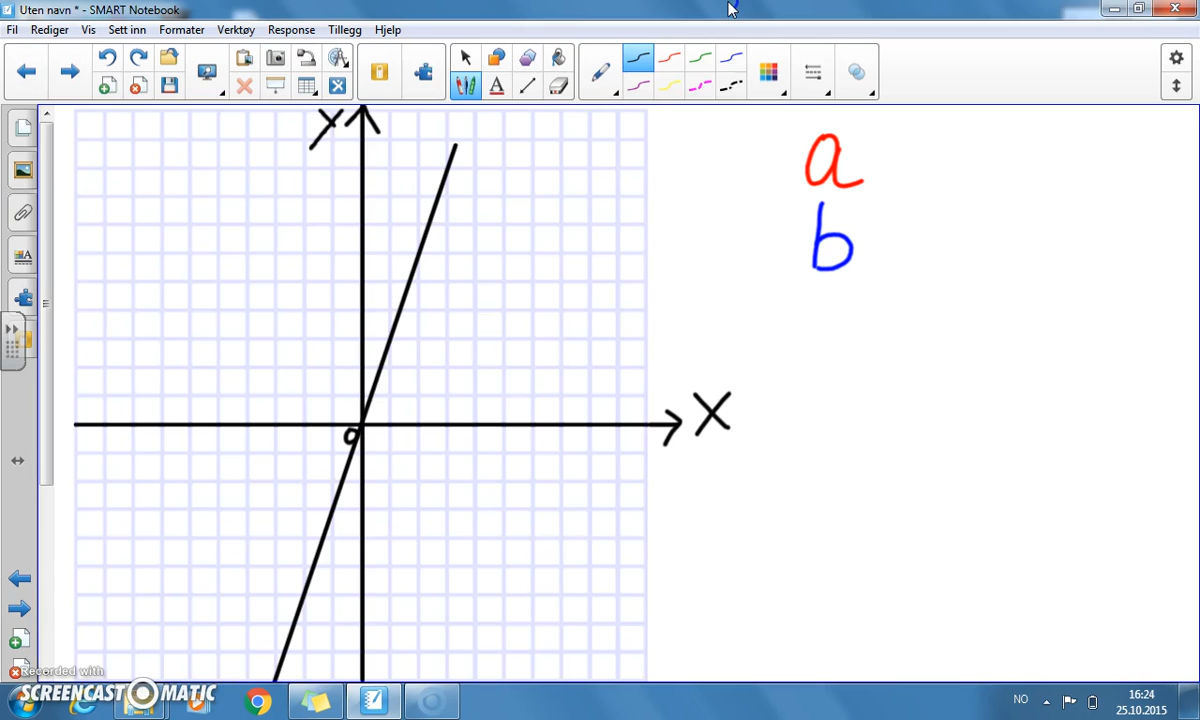 Uten navn * - SMART Notebook
Fil Rediger Vis Sett inn Formater Verktøy Response Tillegg Hjelp
y
a
b
x
0
Recorded with
SCREENCAST MATIC
NO
16:24
25.10.2015